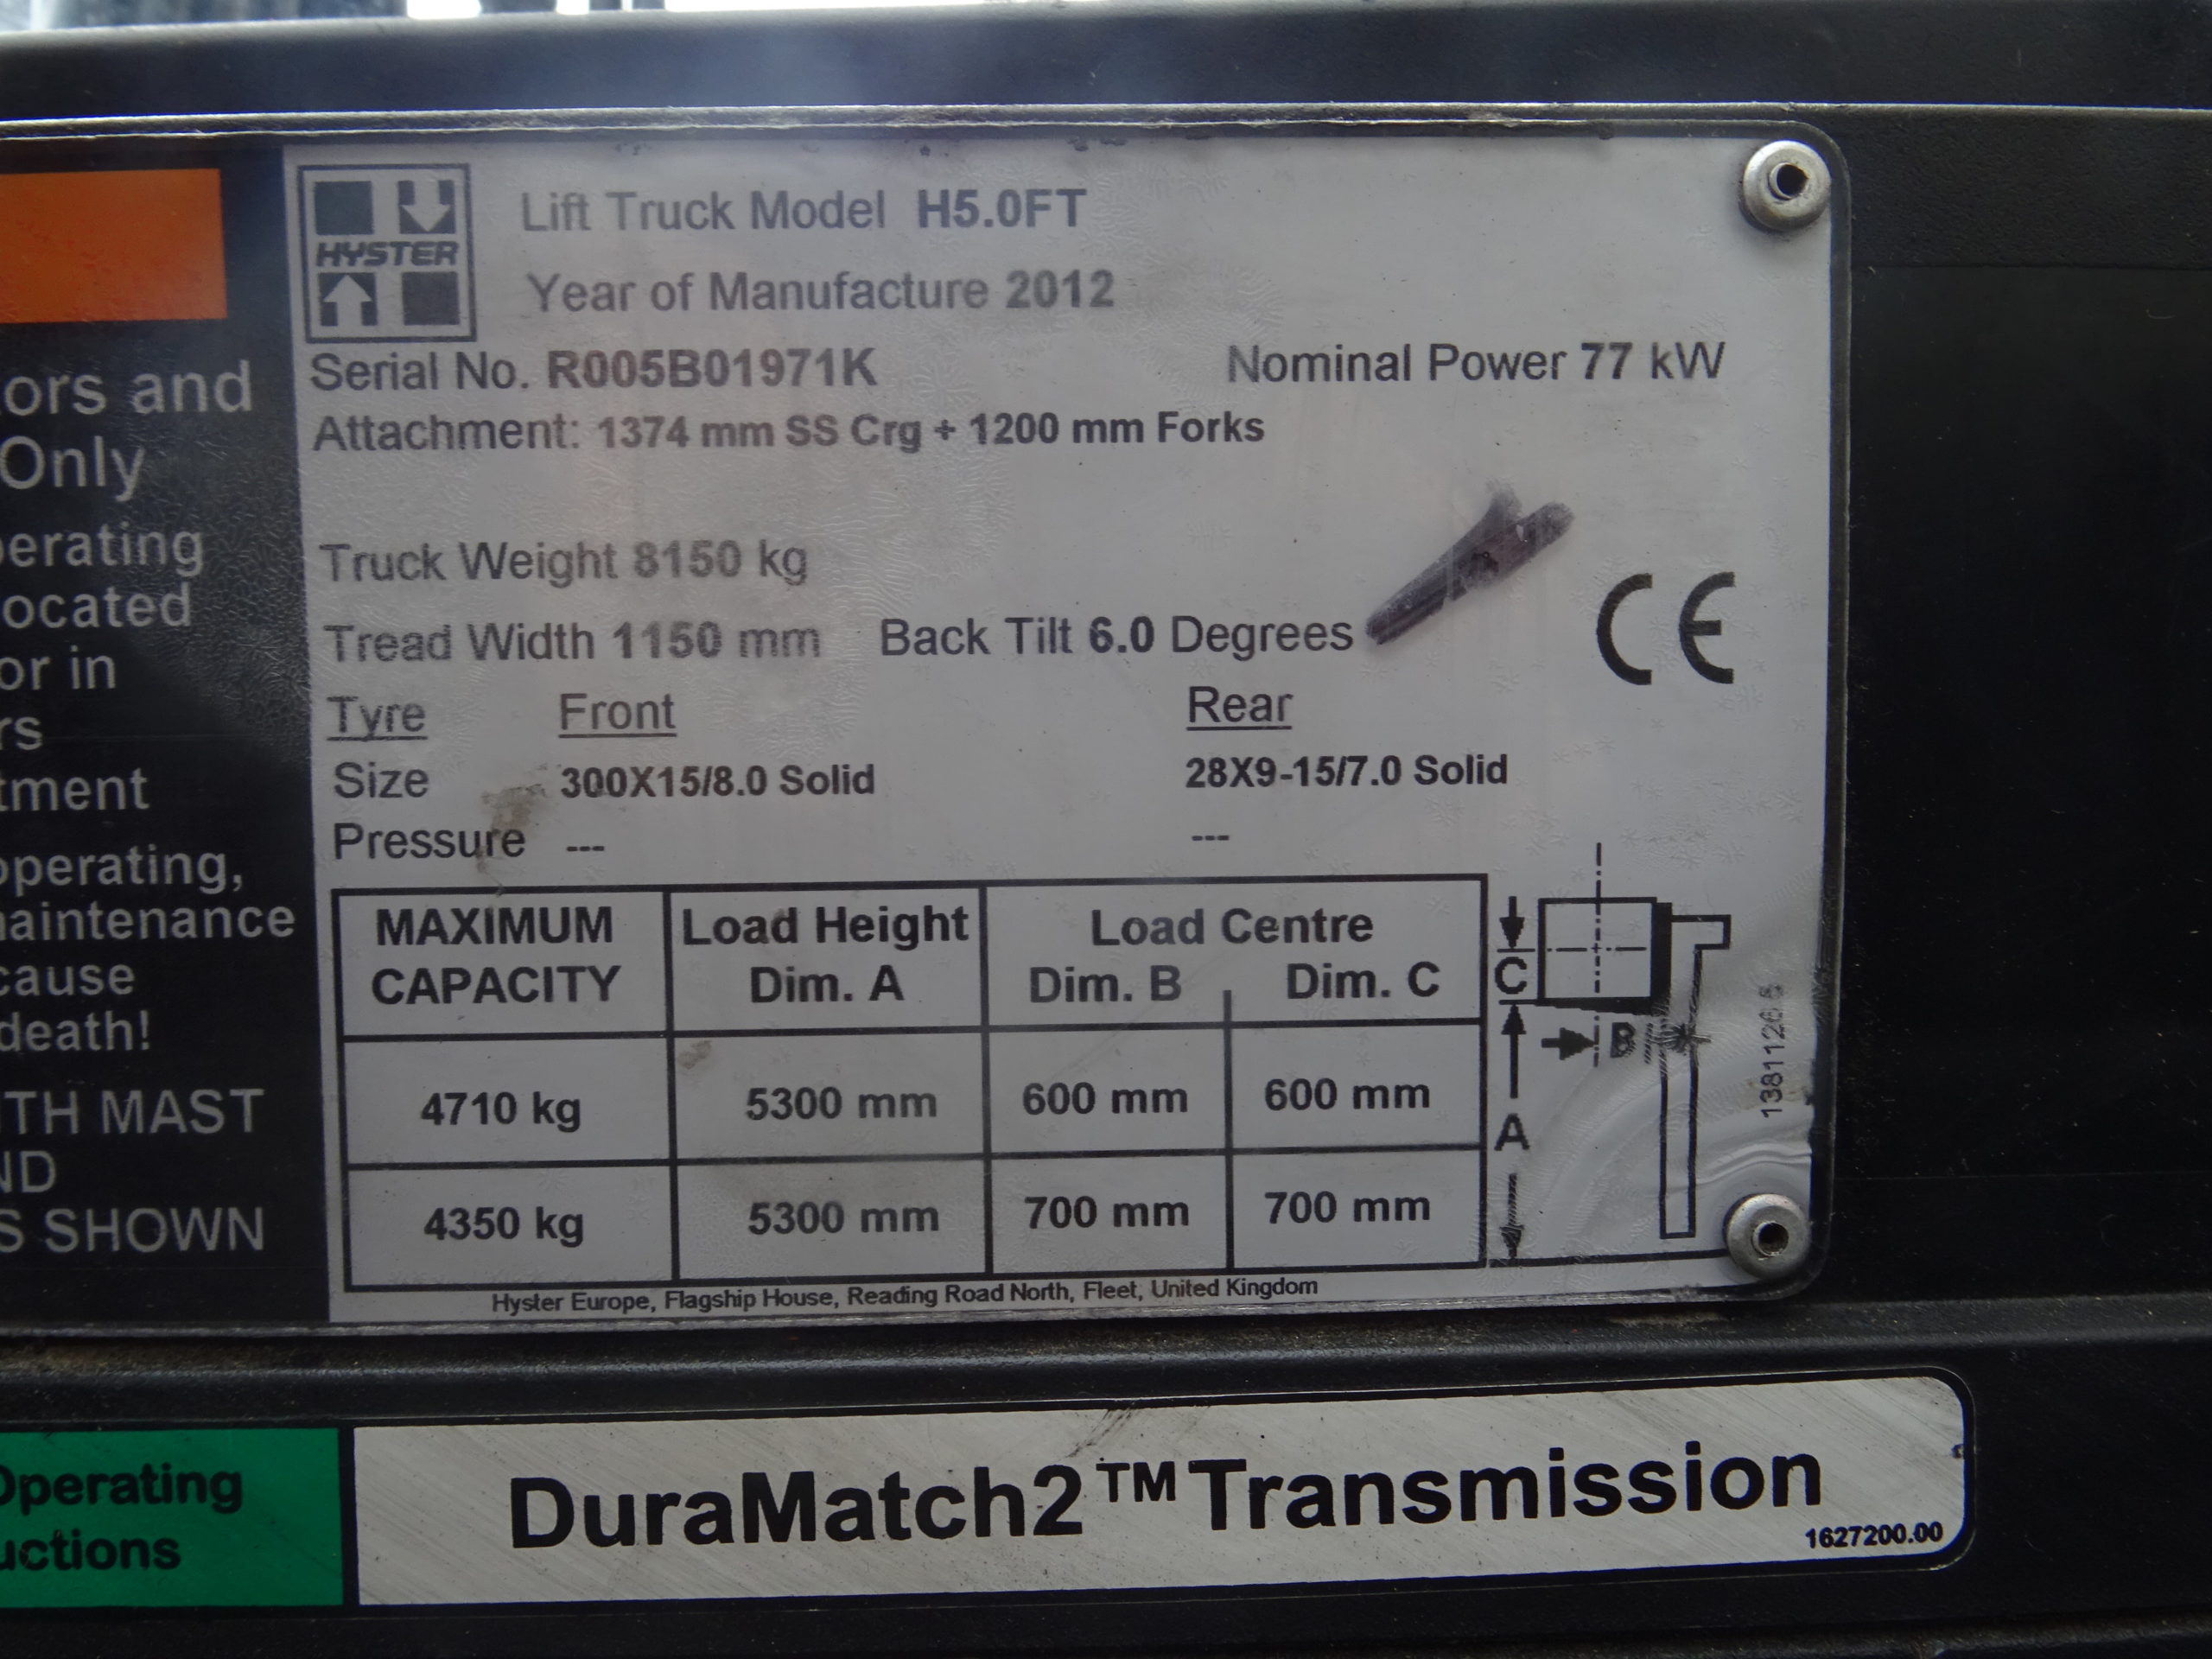 ors and
Only
erating
ocated
or in
rs
tment
operating,
maintenance
cause
death!
TH MAST
ND
S SHOWN
HYSTER
Lift Truck Model H5.0FT
Year of Manufacture 2012
Serial No. R005B01971K Nominal Power 77 kW
Attachment: 1374 mm SS Crg + 1200 mm Forks
Truck Weight 8150 kg
Tread Width 1150 mm Back Tilt 6.0 Degrees
CE
Tyre Front Rear
Size 300X15/8.0 Solid 28X9-15/7.0 Solid
Pressure --- ---
MAXIMUM CAPACITY Load Height Dim. A Load Centre Dim. B Dim. C
4710 kg 5300 mm 600 mm 600 mm
4350 kg 5300 mm 700 mm 700 mm
C
B
A
Hyster Europe, Flagship House, Reading Road North, Fleet, United Kingdom
Operating
uctions
DuraMatch2™ Transmission
1627200.00